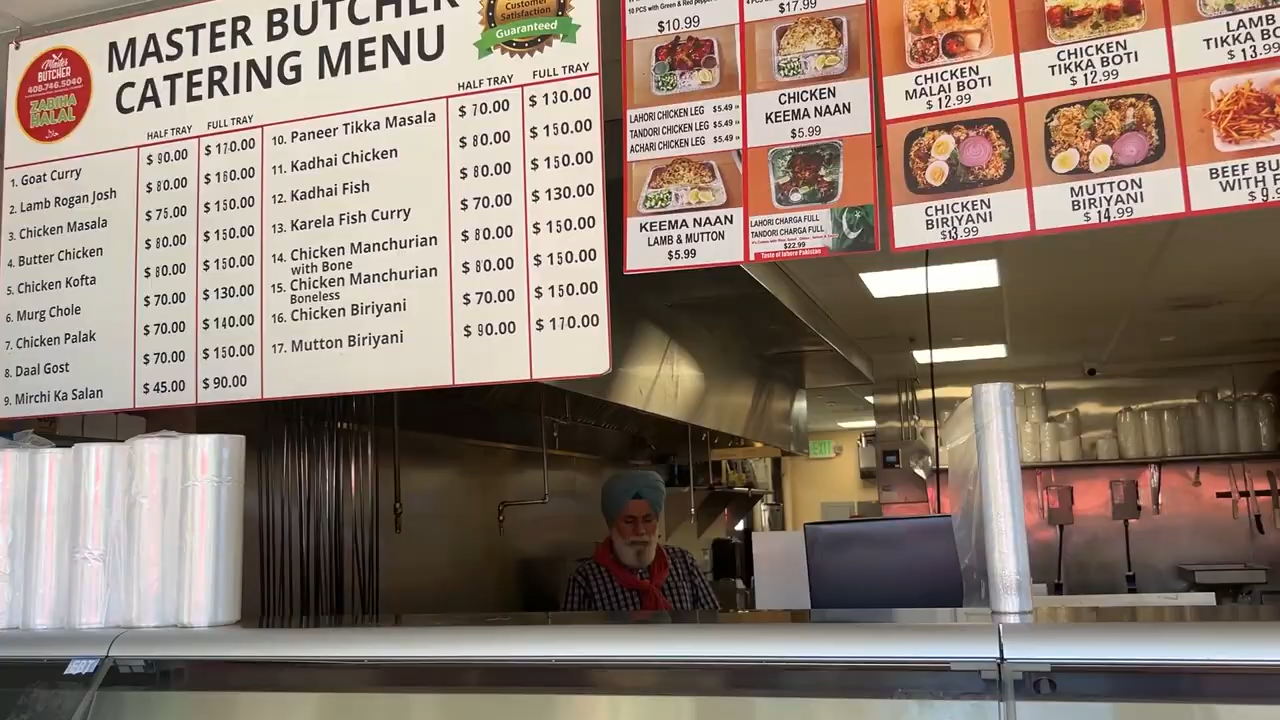 MASTER BUTCHER
CATERING MENU
Customer
Satisfaction
Guaranteed
Master
BUTCHER
408.746.5040
ZABIHA
HALAL
HALF TRAY FULL TRAY
1. Goat Curry $ 90.00 $ 170.00
2. Lamb Rogan Josh $ 80.00 $ 160.00
3. Chicken Masala $ 75.00 $ 150.00
4. Butter Chicken $ 80.00 $ 150.00
5. Chicken Kofta $ 80.00 $ 150.00
6. Murg Chole $ 70.00 $ 130.00
7. Chicken Palak $ 70.00 $ 140.00
8. Daal Gost $ 70.00 $ 150.00
9. Mirchi Ka Salan $ 45.00 $ 90.00
HALF TRAY FULL TRAY
10. Paneer Tikka Masala $ 70.00 $ 130.00
11. Kadhai Chicken $ 80.00 $ 150.00
12. Kadhai Fish $ 80.00 $ 150.00
13. Karela Fish Curry $ 70.00 $ 130.00
14. Chicken Manchurian
with Bone $ 80.00 $ 150.00
15. Chicken Manchurian
Boneless $ 80.00 $ 150.00
16. Chicken Biriyani $ 70.00 $ 150.00
17. Mutton Biriyani $ 90.00 $ 170.00
10 PCS with Green & Red
$10.99
$17.99
LAHORI CHICKEN LEG $5.49
TANDORI CHICKEN LEG $5.49
ACHARI CHICKEN LEG $5.49
CHICKEN
KEEMA NAAN
$5.99
KEEMA NAAN
LAMB & MUTTON
$5.99
LAHORI CHARGA FULL
TANDORI CHARGA FULL
$22.99
Taste of lahore Pakistan
CHICKEN
MALAI BOTI
$ 12.99
CHICKEN
TIKKA BOTI
$ 12.99
LAMB
TIKKA BO
$ 13.99
CHICKEN
BIRIYANI
$13.99
MUTTON
BIRIYANI
$ 14.99
BEEF BU
WITH F
$ 9.
EXIT
EBT